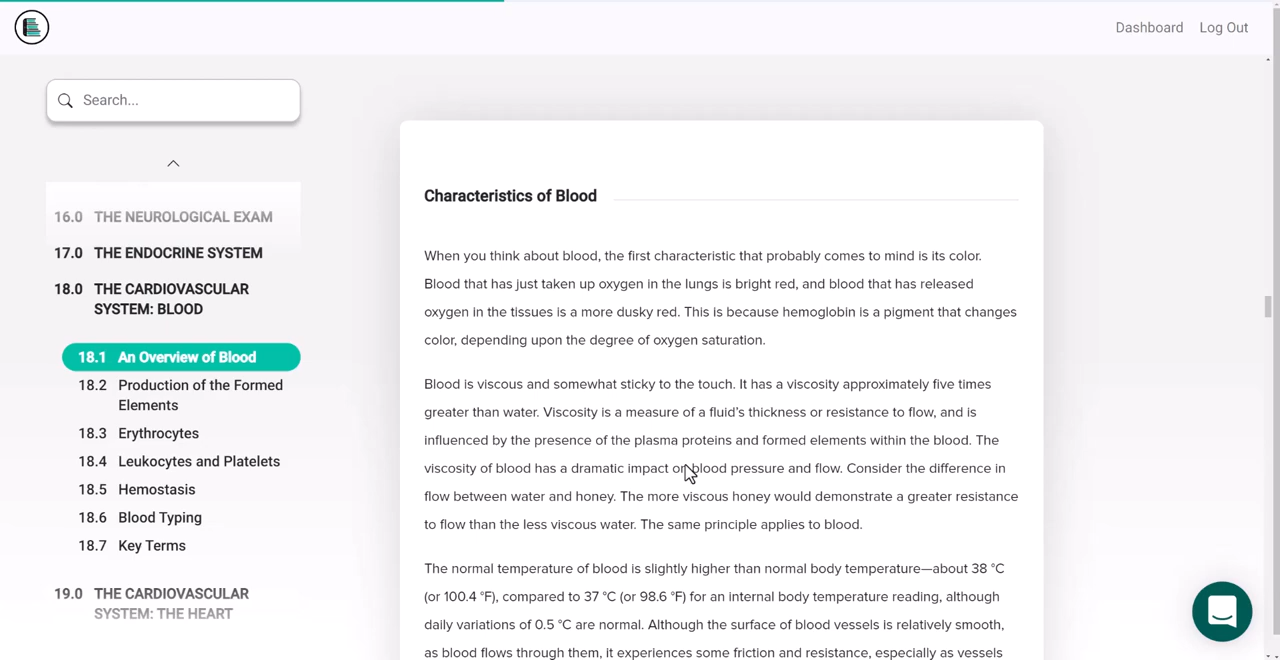 Dashboard
Log Out
Search...
16.0 THE NEUROLOGICAL EXAM
17.0 THE ENDOCRINE SYSTEM
18.0 THE CARDIOVASCULAR
SYSTEM: BLOOD
18.1 An Overview of Blood
18.2 Production of the Formed
Elements
18.3 Erythrocytes
18.4 Leukocytes and Platelets
18.5 Hemostasis
18.6 Blood Typing
18.7 Key Terms
19.0 THE CARDIOVASCULAR
SYSTEM: THE HEART
Characteristics of Blood
When you think about blood, the first characteristic that probably comes to mind is its color.
Blood that has just taken up oxygen in the lungs is bright red, and blood that has released
oxygen in the tissues is a more dusky red. This is because hemoglobin is a pigment that changes
color, depending upon the degree of oxygen saturation.
Blood is viscous and somewhat sticky to the touch. It has a viscosity approximately five times
greater than water. Viscosity is a measure of a fluid’s thickness or resistance to flow, and is
influenced by the presence of the plasma proteins and formed elements within the blood. The
viscosity of blood has a dramatic impact on blood pressure and flow. Consider the difference in
flow between water and honey. The more viscous honey would demonstrate a greater resistance
to flow than the less viscous water. The same principle applies to blood.
The normal temperature of blood is slightly higher than normal body temperature—about 38 °C
(or 100.4 °F), compared to 37 °C (or 98.6 °F) for an internal body temperature reading, although
daily variations of 0.5 °C are normal. Although the surface of blood vessels is relatively smooth,
as blood flows through them, it experiences some friction and resistance, especially as vessels